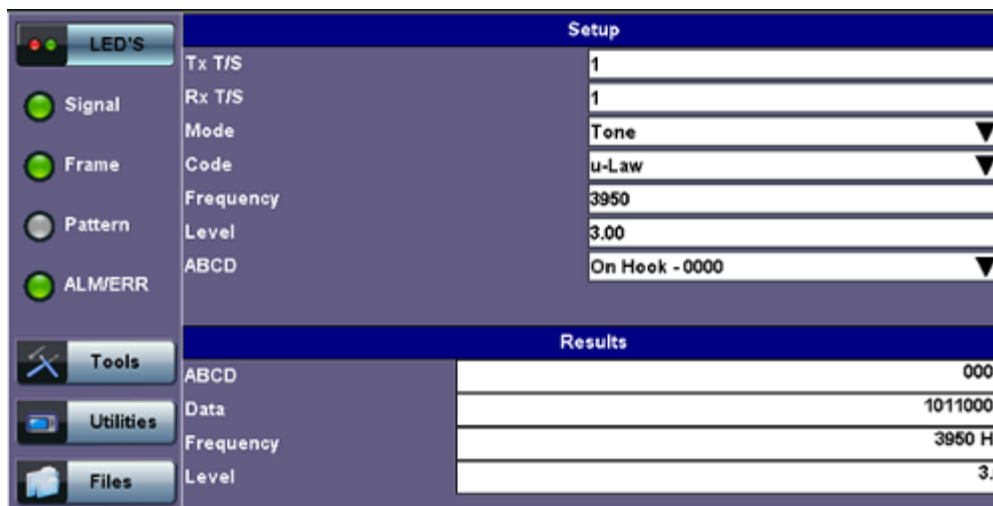 LED'S
Signal
Frame
Pattern
ALM/ERR
Tools
Utilities
Files
Setup
Tx T/S 1
Rx T/S 1
Mode Tone
Code u-Law
Frequency 3950
Level 3.00
ABCD On Hook - 0000
Results
ABCD 000
Data 1011000
Frequency 3950 H
Level 3.